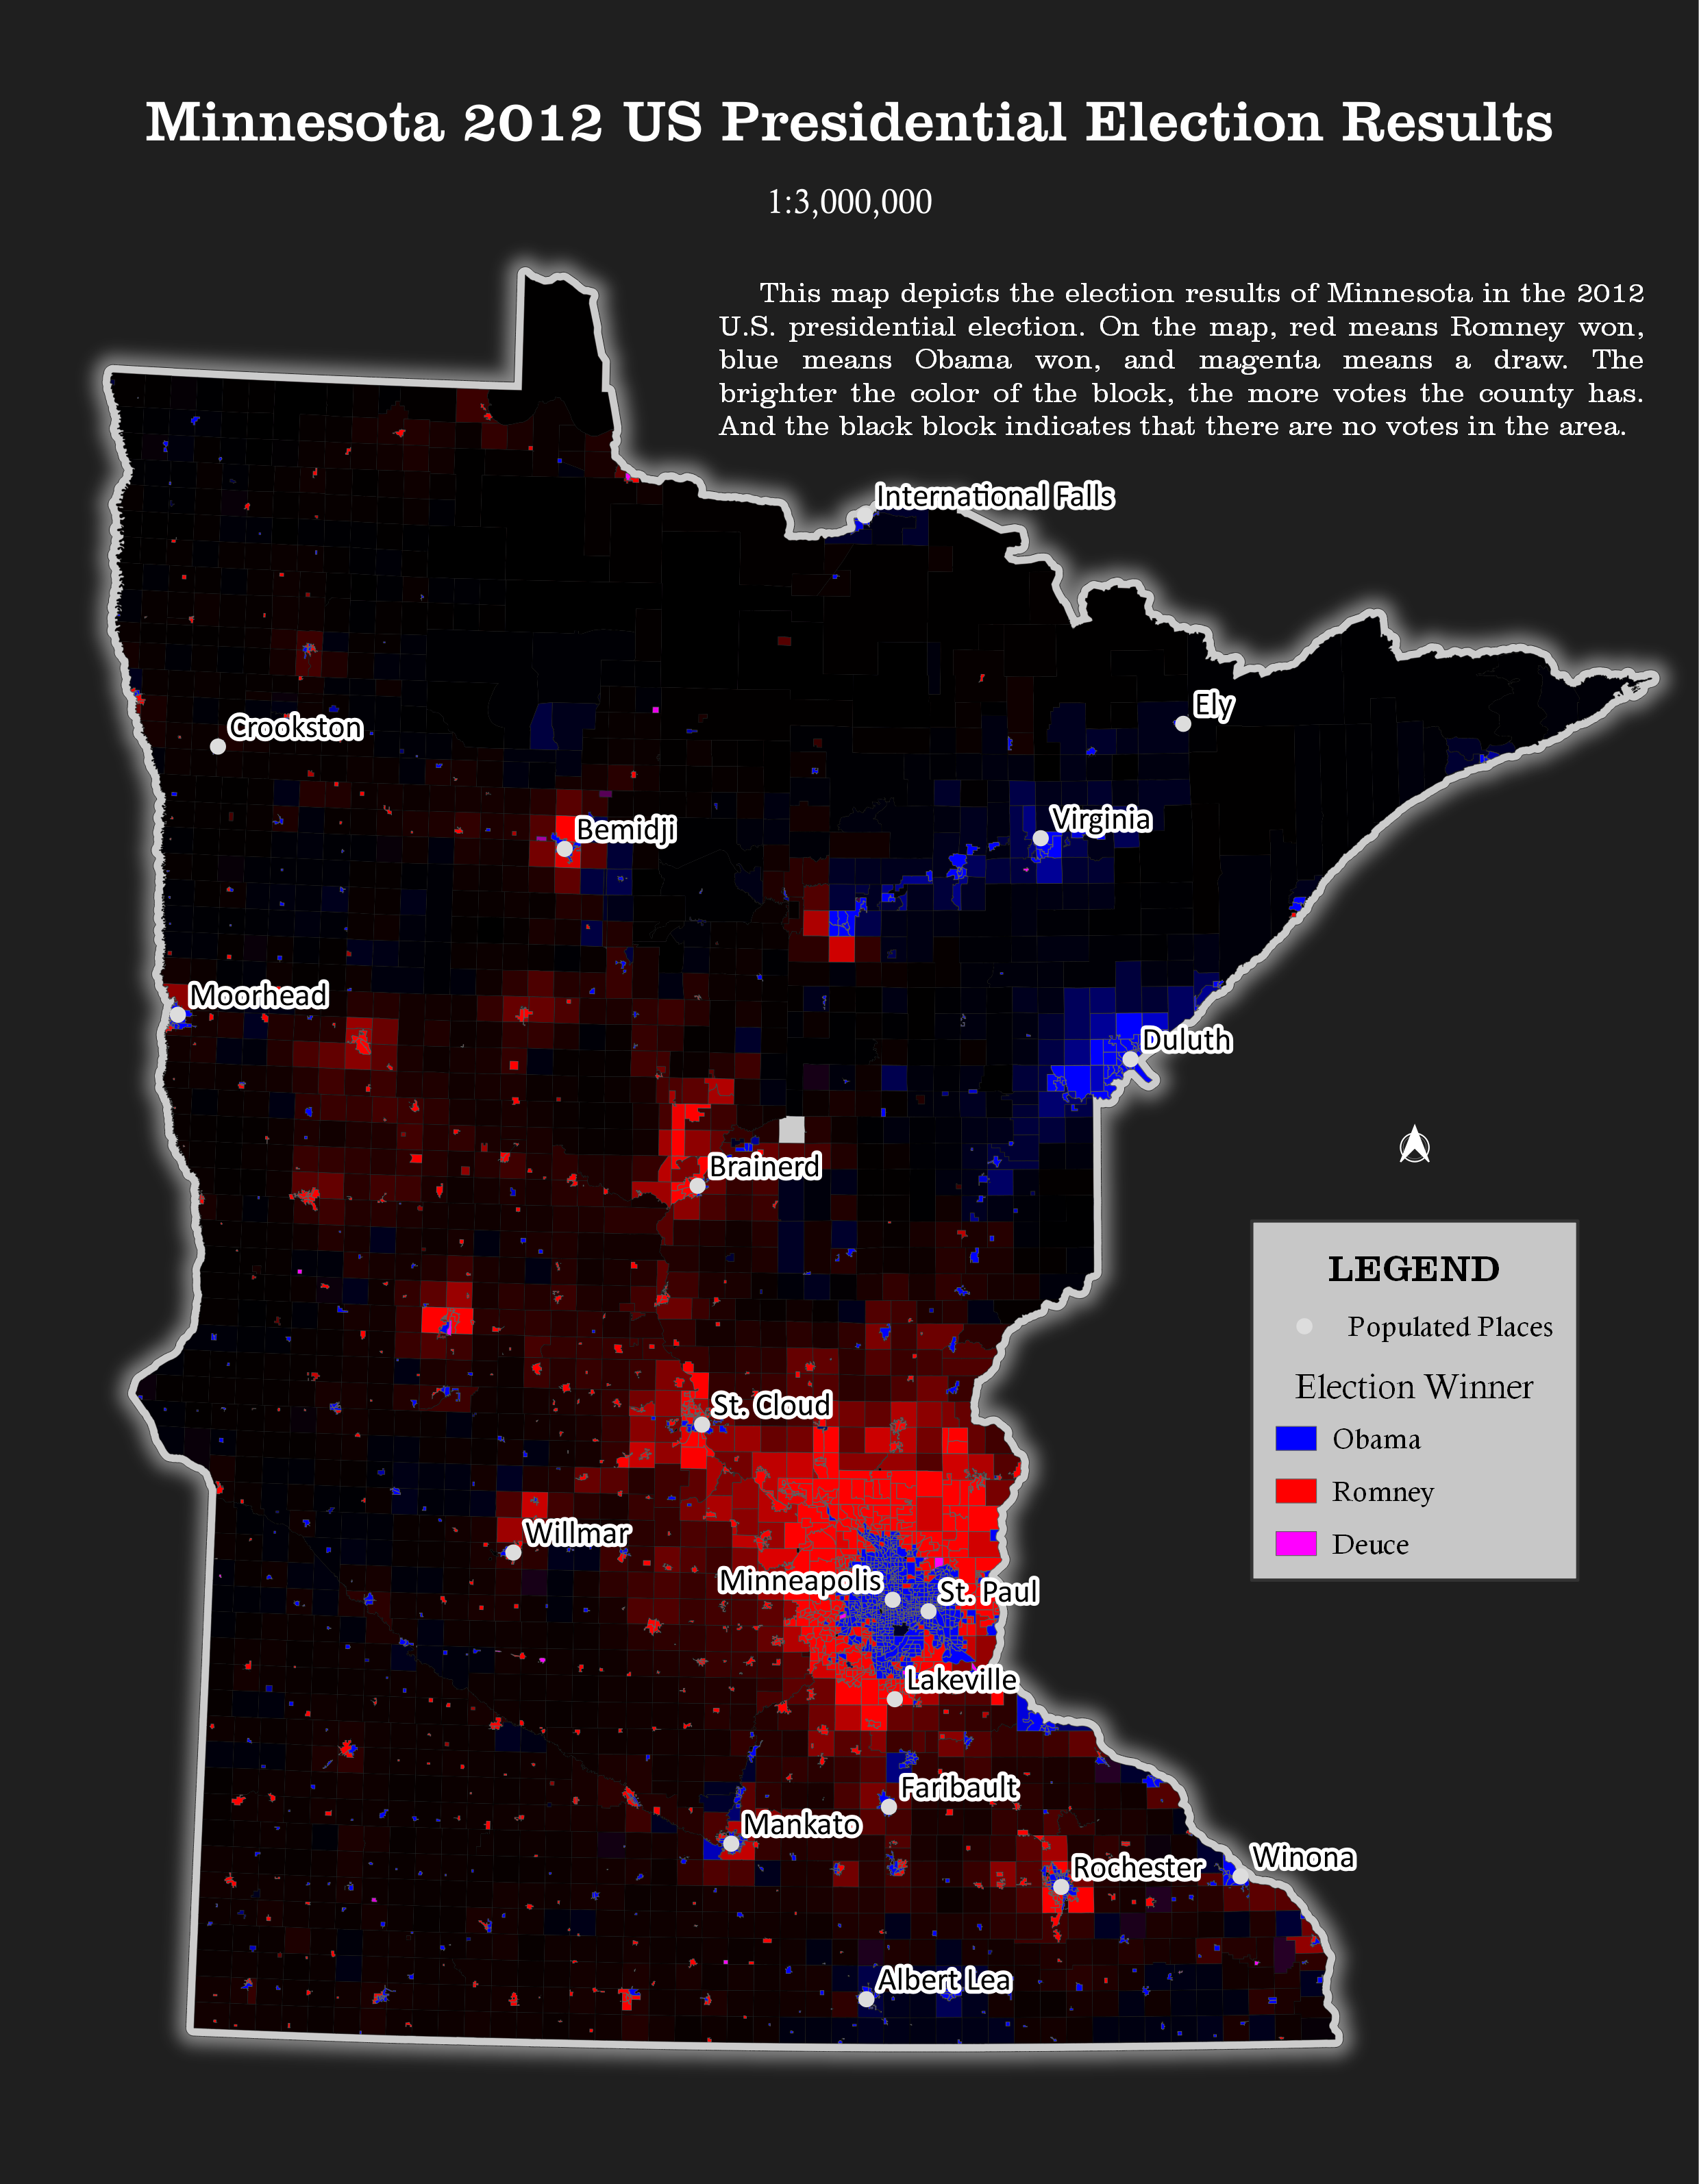 Minnesota 2012 US Presidential Election Results
1:3,000,000
This map depicts the election results of Minnesota in the 2012
U.S. presidential election. On the map, red means Romney won,
blue means Obama won, and magenta means a draw. The
brighter the color of the block, the more votes the county has.
And the black block indicates that there are no votes in the area.
International Falls
Ely
Crookston
Virginia
Bemidji
Moorhead
Duluth
Brainerd
LEGEND
Populated Places
Election Winner
Obama
Romney
Deuce
St. Cloud
Willmar
Minneapolis
St. Paul
Lakeville
Faribault
Mankato
Rochester
Winona
Albert Lea